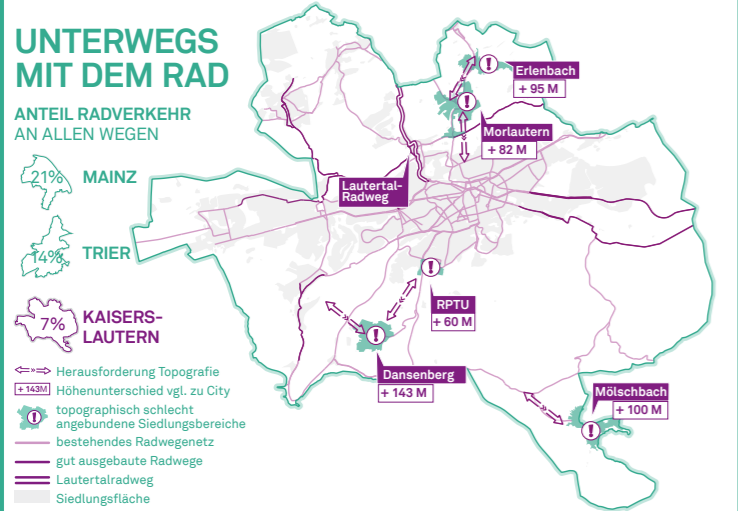 UNTERWEGS
MIT DEM RAD
ANTEIL RADVERKEHR
AN ALLEN WEGEN
21%
MAINZ
14%
TRIER
7%
KAISERS-
LAUTERN
Herausforderung Topografie
+ 143M
Höhenunterschied vgl. zu City
!
topographisch schlecht
angebundene Siedlungsbereiche
bestehendes Radwegenetz
gut ausgebaute Radwege
Lautertalradweg
Siedlungsfläche
!
Erlenbach
+ 95 M
!
Morlautern
+ 82 M
Lautertal-
Radweg
!
RPTU
+ 60 M
!
Dansenberg
+ 143 M
Mölschbach
+ 100 M
!